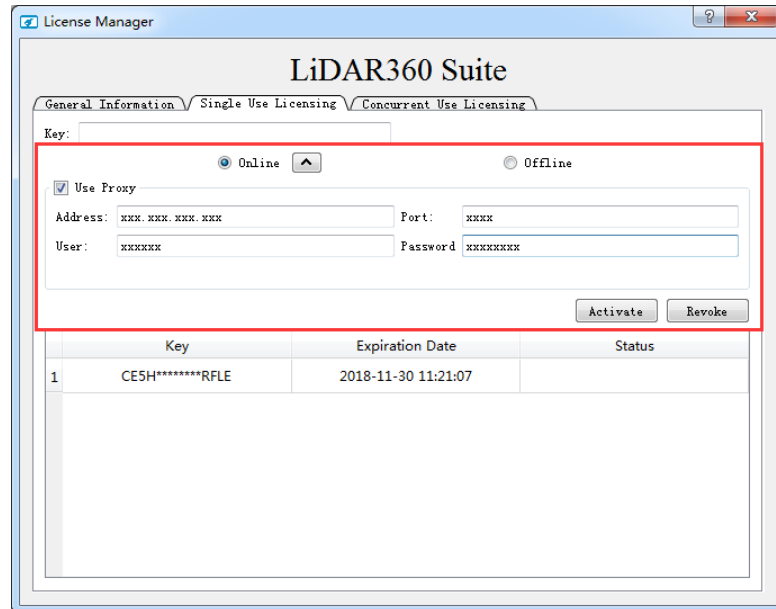 License Manager
LiDAR360 Suite
General Information Single Use Licensing Concurrent Use Licensing
Key:
Online Offline
Use Proxy
Address: xxx.xxx.xxx.xxx Port: xxxx
User: xxxxxx Password xxxxxxxx
Activate Revoke
Key Expiration Date Status
1 CE5H********RFLE 2018-11-30 11:21:07